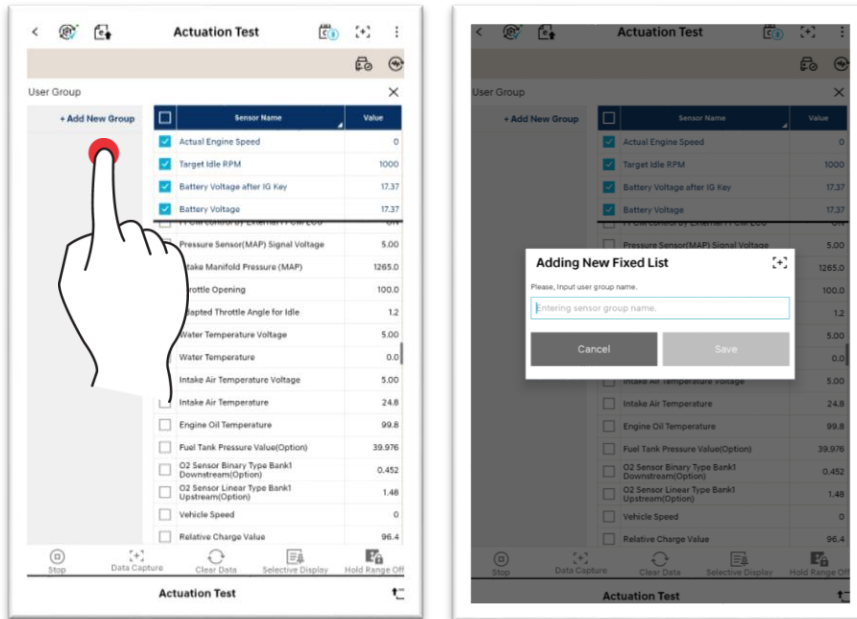 Actuation Test
User Group
+ Add New Group
Sensor Name Value
Actual Engine Speed 0
Target Idle RPM 1000
Battery Voltage after IG Key 17.37
Battery Voltage 17.37
Pressure Sensor(MAP) Signal Voltage 5.00
take Manifold Pressure (MAP) 1265.0
rottle Opening 100.0
dapted Throttle Angle for Idle 1.2
Water Temperature Voltage 5.00
Water Temperature 0.0
Intake Air Temperature Voltage 5.00
Intake Air Temperature 24.8
Engine Oil Temperature 99.8
Fuel Tank Pressure Value(Option) 39.976
O2 Sensor Binary Type Bank1
Downstream(Option) 0.452
O2 Sensor Linear Type Bank1
Upstream(Option) 1.48
Vehicle Speed 0
Relative Charge Value 96.4
Stop Data Capture Clear Data Selective Display Hold Range Off
Actuation Test
Actuation Test
User Group
+ Add New Group
Sensor Name Value
Actual Engine Speed 0
Target Idle RPM 1000
Battery Voltage after IG Key 17.37
Battery Voltage 17.37
Pressure Sensor(MAP) Signal Voltage 5.00
Adding New Fixed List
1265.0
Please, Input user group name.
100.0
Entering sensor group name.
1.2
5.00
Cancel Save
0.0
Intake Air Temperature Voltage 5.00
Intake Air Temperature 24.8
Engine Oil Temperature 99.8
Fuel Tank Pressure Value(Option) 39.976
O2 Sensor Binary Type Bank1
Downstream(Option) 0.452
O2 Sensor Linear Type Bank1
Upstream(Option) 1.48
Vehicle Speed 0
Relative Charge Value 96.4
Stop Data Capture Clear Data Selective Display Hold Range Off
Actuation Test